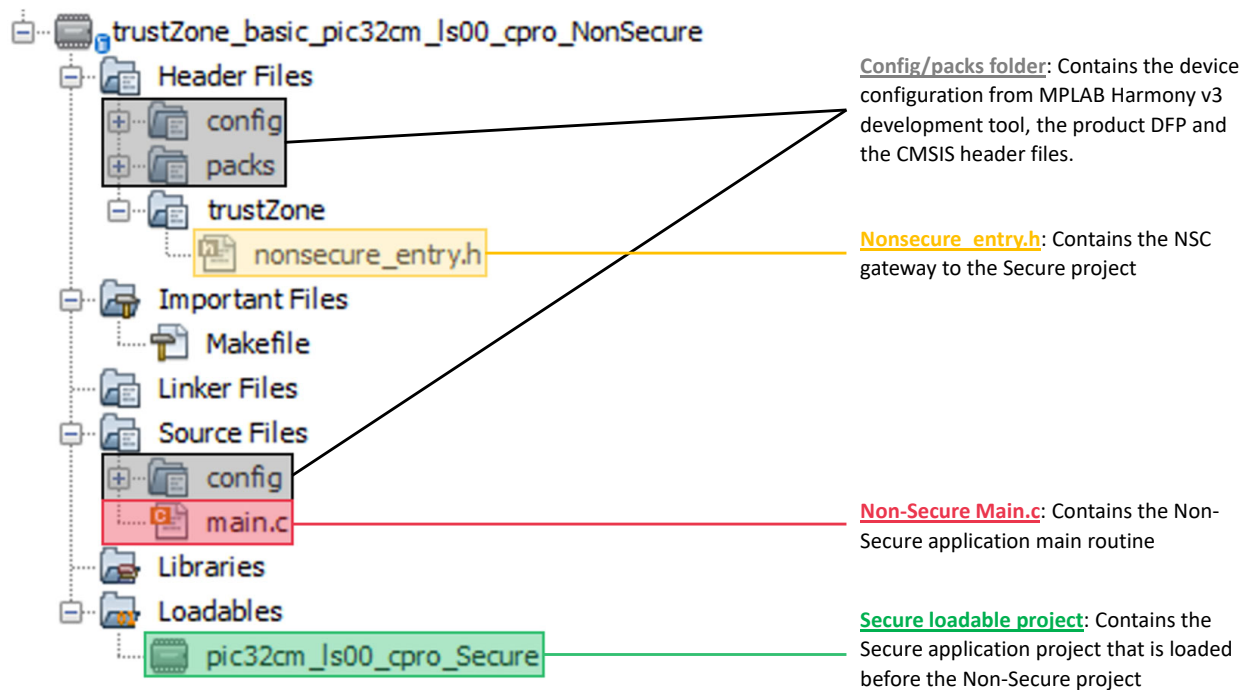 trustZone_basic_pic32cm_ls00_cpro_NonSecure
Header Files
config
packs
trustZone
nonsecure_entry.h
Important Files
Makefile
Linker Files
Source Files
config
main.c
Libraries
Loadables
pic32cm_ls00_cpro_Secure
Config/packs folder: Contains the device
configuration from MPLAB Harmony v3
development tool, the product DFP and
the CMSIS header files.
Nonsecure_entry.h: Contains the NSC
gateway to the Secure project
Non-Secure Main.c: Contains the Non-
Secure application main routine
Secure loadable project: Contains the
Secure application project that is loaded
before the Non-Secure project